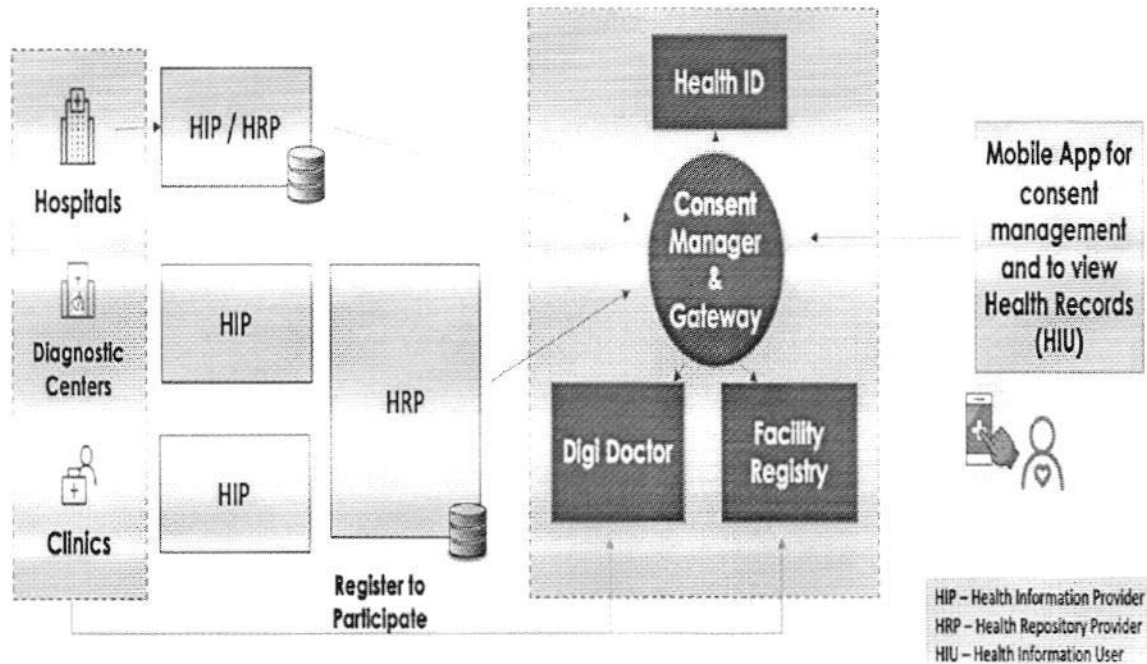 Hospitals
HIP / HRP
Diagnostic
Centers
HIP
Clinics
HIP
HRP
Register to
Participate
Health ID
Consent
Manager
&
Gateway
Digi Doctor
Facility
Registry
Mobile App for
consent
management
and to view
Health Records
(HIU)
HIP – Health Information Provider
HRP – Health Repository Provider
HIU – Health Information User